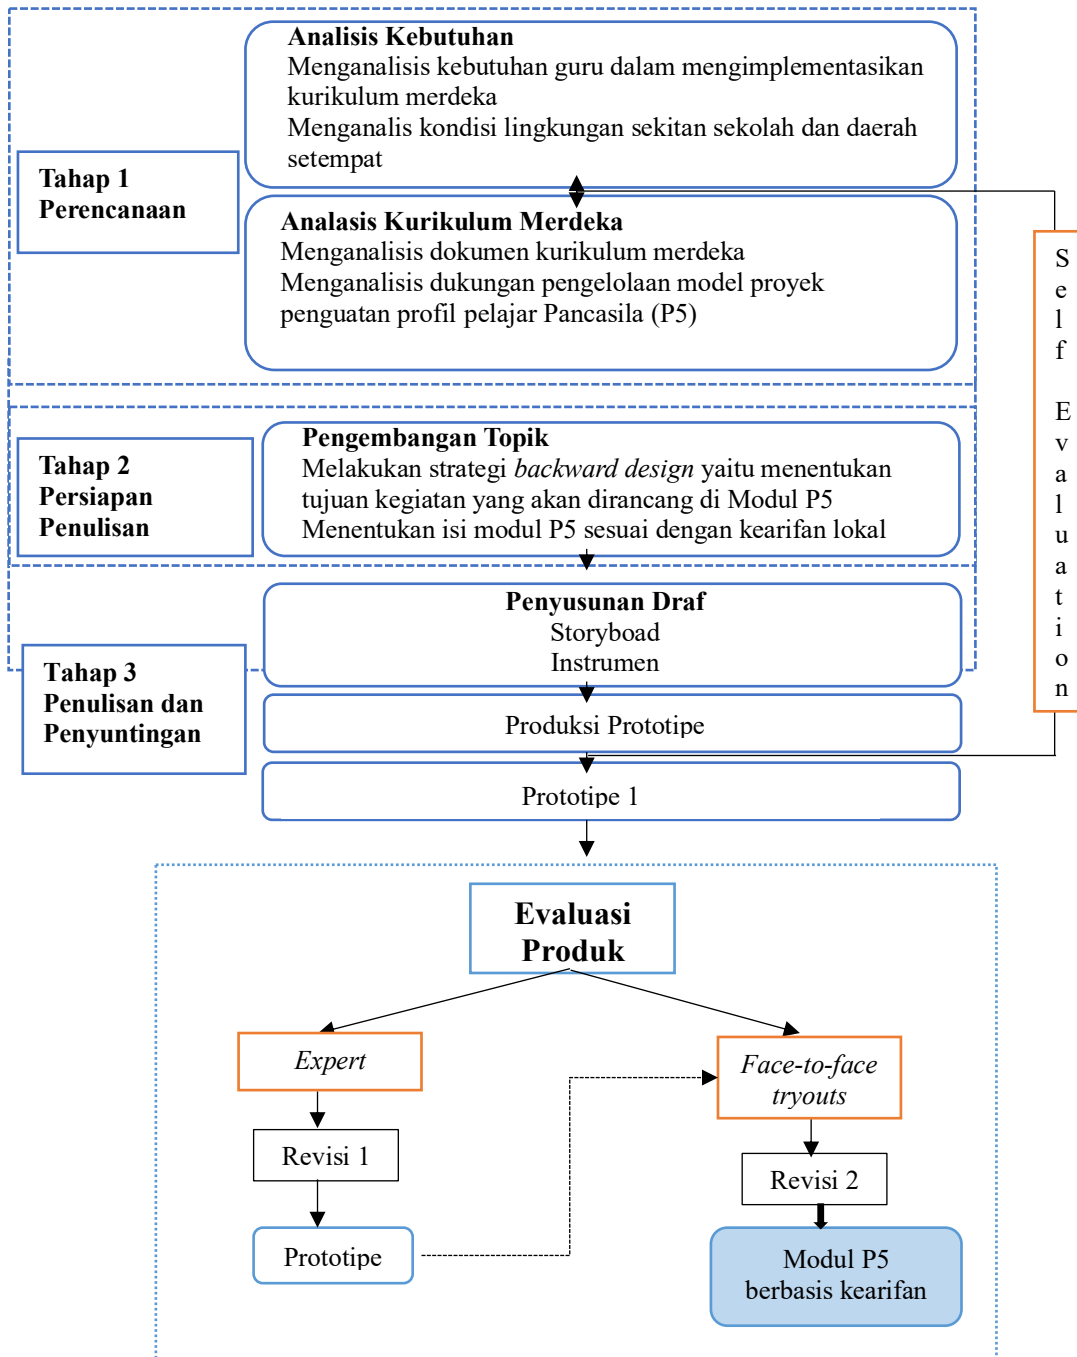 Analisis Kebutuhan
Menganalisis kebutuhan guru dalam mengimplementasikan
kurikulum merdeka
Menganalis kondisi lingkungan sekitan sekolah dan daerah
setempat
Tahap 1
Perencanaan
Analasis Kurikulum Merdeka
Menganalisis dokumen kurikulum merdeka
Menganalisis dukungan pengelolaan model proyek
penguatan profil pelajar Pancasila (P5)
Self Evaluation
Tahap 2
Persiapan
Penulisan
Pengembangan Topik
Melakukan strategi backward design yaitu menentukan
tujuan kegiatan yang akan dirancang di Modul P5
Menentukan isi modul P5 sesuai dengan kearifan lokal
Penyusunan Draf
Storyboad
Instrumen
Tahap 3
Penulisan dan
Penyuntingan
Produksi Prototipe
Prototipe 1
Evaluasi
Produk
Expert
Face-to-face
tryouts
Revisi 1
Revisi 2
Prototipe
Modul P5
berbasis kearifan